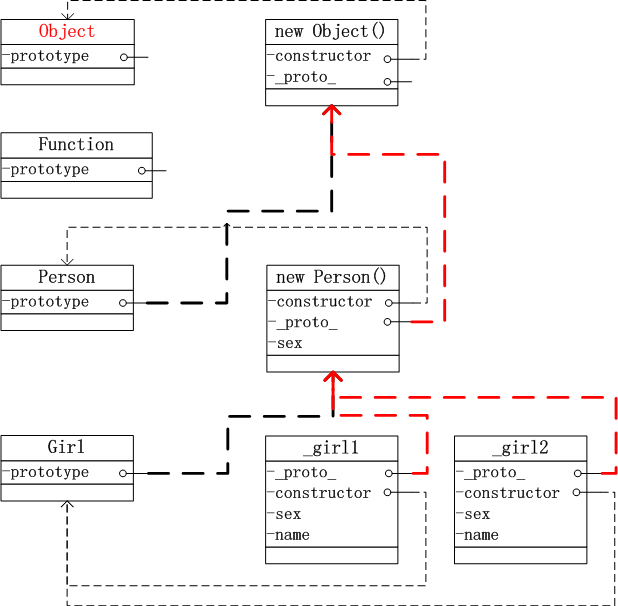 Object
-prototype
new Object()
-constructor
-_proto_
Function
-prototype
Person
-prototype
new Person()
-constructor
-_proto_
-sex
Girl
-prototype
_girl1
-_proto_
-constructor
-sex
-name
_girl2
-_proto_
-constructor
-sex
-name